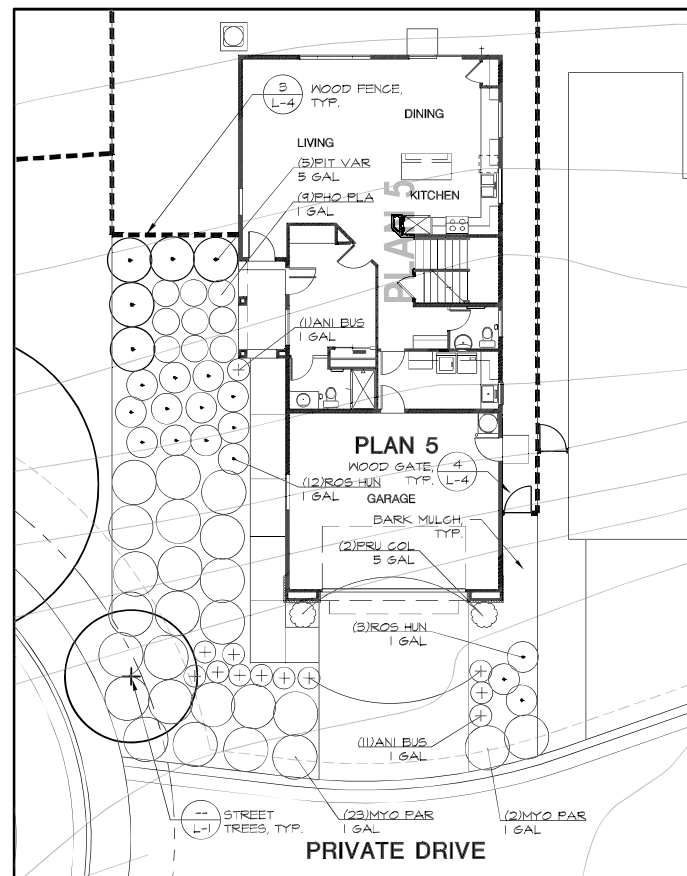 3
L-4
WOOD FENCE,
TYP.
DINING
LIVING
(5)PIT VAR
5 GAL
(9)PHO PLA
1 GAL
KITCHEN
PLAN 5
(1)ANI BUS
1 GAL
PLAN 5
WOOD GATE,
TYP.
4
L-4
(12)ROS HUN
1 GAL
GARAGE
BARK MULCH,
TYP.
(2)PRU COL
5 GAL
(3)ROS HUN
1 GAL
(11)ANI BUS
1 GAL
--
L-1
STREET
TREES, TYP.
(23)MYO PAR
1 GAL
(2)MYO PAR
1 GAL
PRIVATE DRIVE